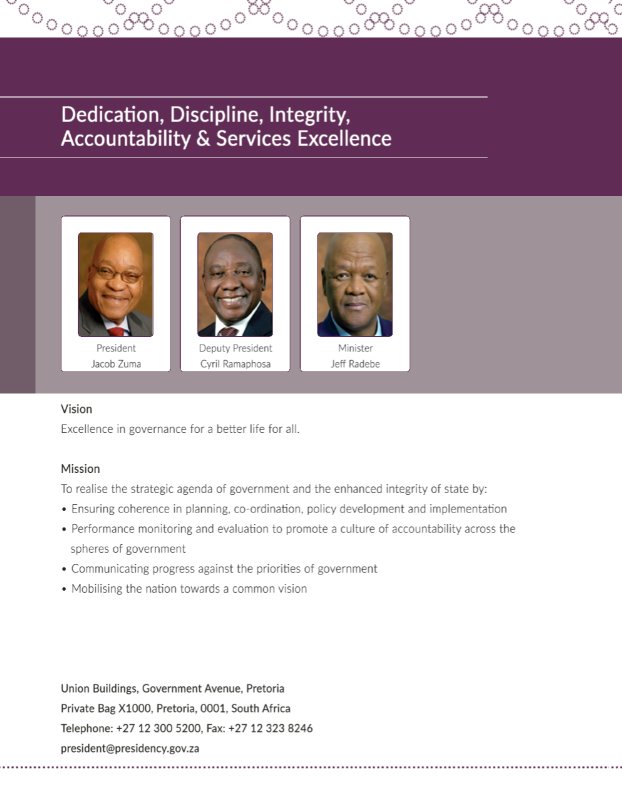 Dedication, Discipline, Integrity,
Accountability & Services Excellence
President
Jacob Zuma
Deputy President
Cyril Ramaphosa
Minister
Jeff Radebe
Vision
Excellence in governance for a better life for all.
Mission
To realise the strategic agenda of government and the enhanced integrity of state by:
• Ensuring coherence in planning, co-ordination, policy development and implementation
• Performance monitoring and evaluation to promote a culture of accountability across the
spheres of government
• Communicating progress against the priorities of government
• Mobilising the nation towards a common vision
Union Buildings, Government Avenue, Pretoria
Private Bag X1000, Pretoria, 0001, South Africa
Telephone: +27 12 300 5200, Fax: +27 12 323 8246
president@presidency.gov.za